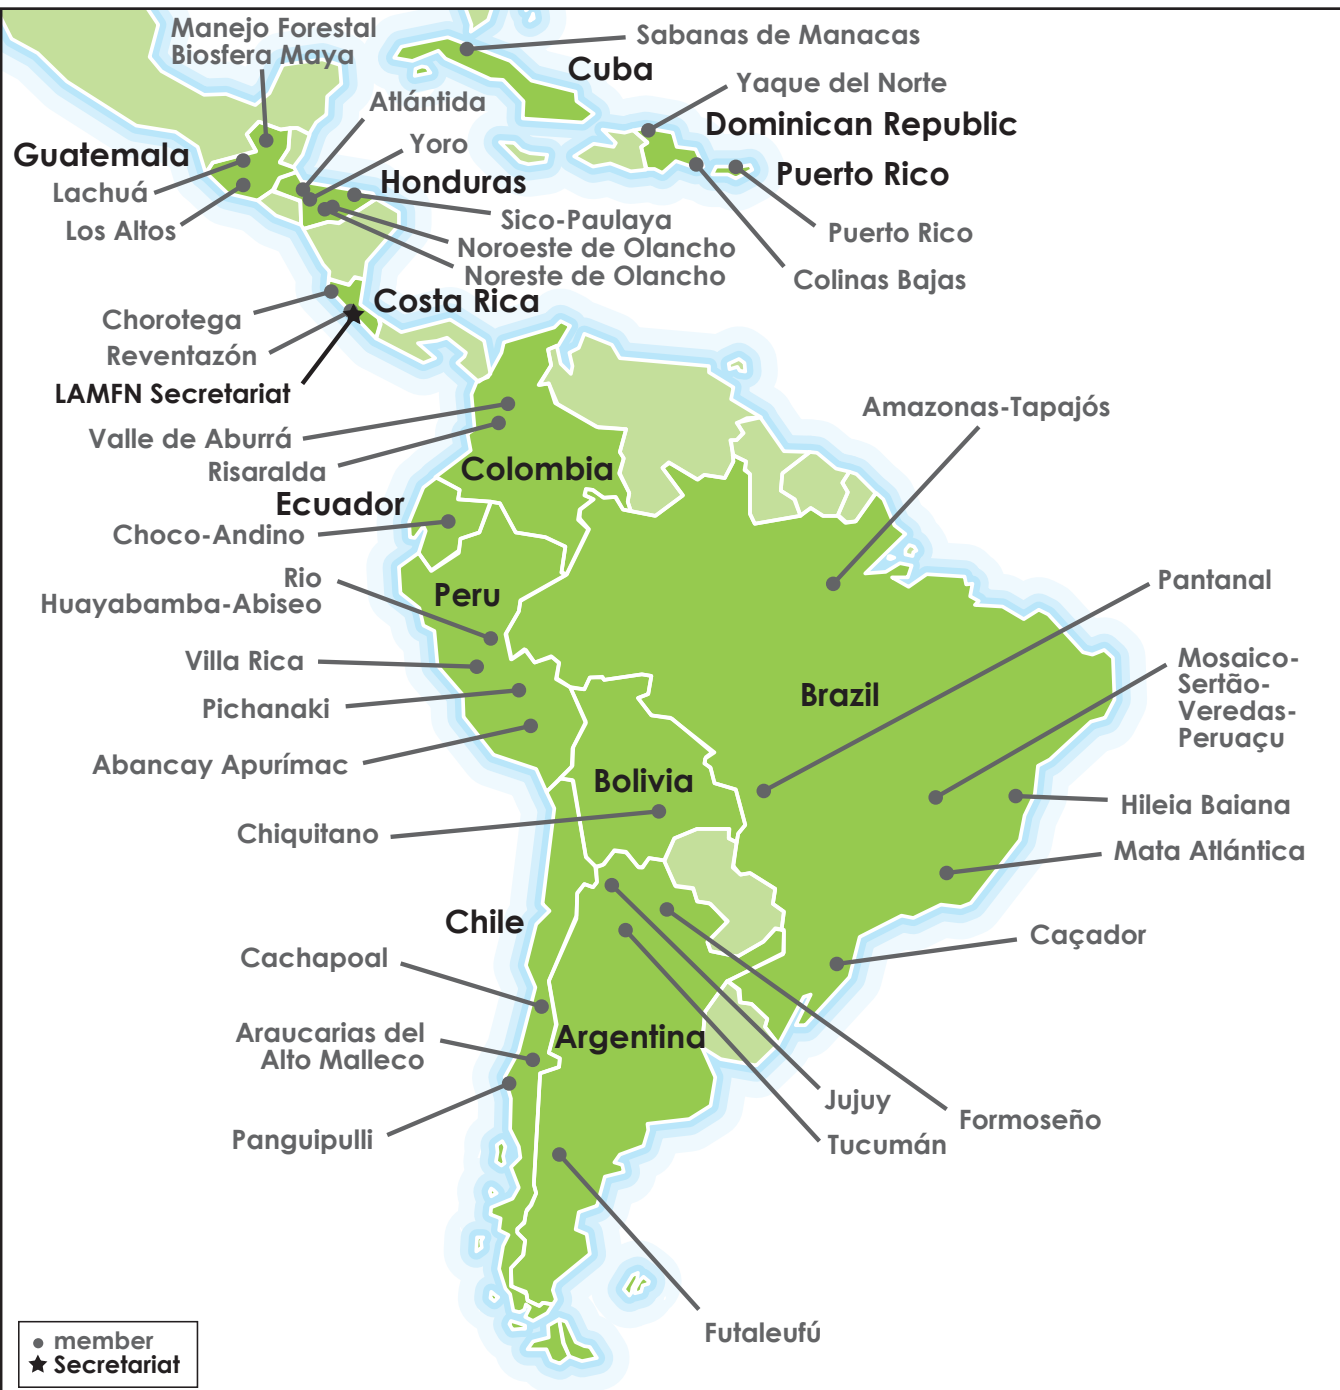 Manejo Forestal
Biosfera Maya
Sabanas de Manacas
Cuba
Yaque del Norte
Atlántida
Dominican Republic
Yoro
Guatemala
Puerto Rico
Honduras
Lachuá
Sico-Paulaya
Los Altos
Puerto Rico
Noroeste de Olancho
Noreste de Olancho
Colinas Bajas
Costa Rica
Chorotega
Reventazón
LAMFN Secretariat
Amazonas-Tapajós
Valle de Aburrá
Risaralda
Colombia
Ecuador
Choco-Andino
Rio
Huayabamba-Abiseo
Peru
Pantanal
Villa Rica
Mosaico-
Sertão-
Veredas-
Peruaçu
Brazil
Pichanaki
Abancay Apurímac
Bolivia
Hileia Baiana
Chiquitano
Mata Atlántica
Chile
Caçador
Cachapoal
Araucarias del
Alto Malleco
Argentina
Jujuy
Formoseño
Panguipulli
Tucumán
Futaleufú
member
Secretariat